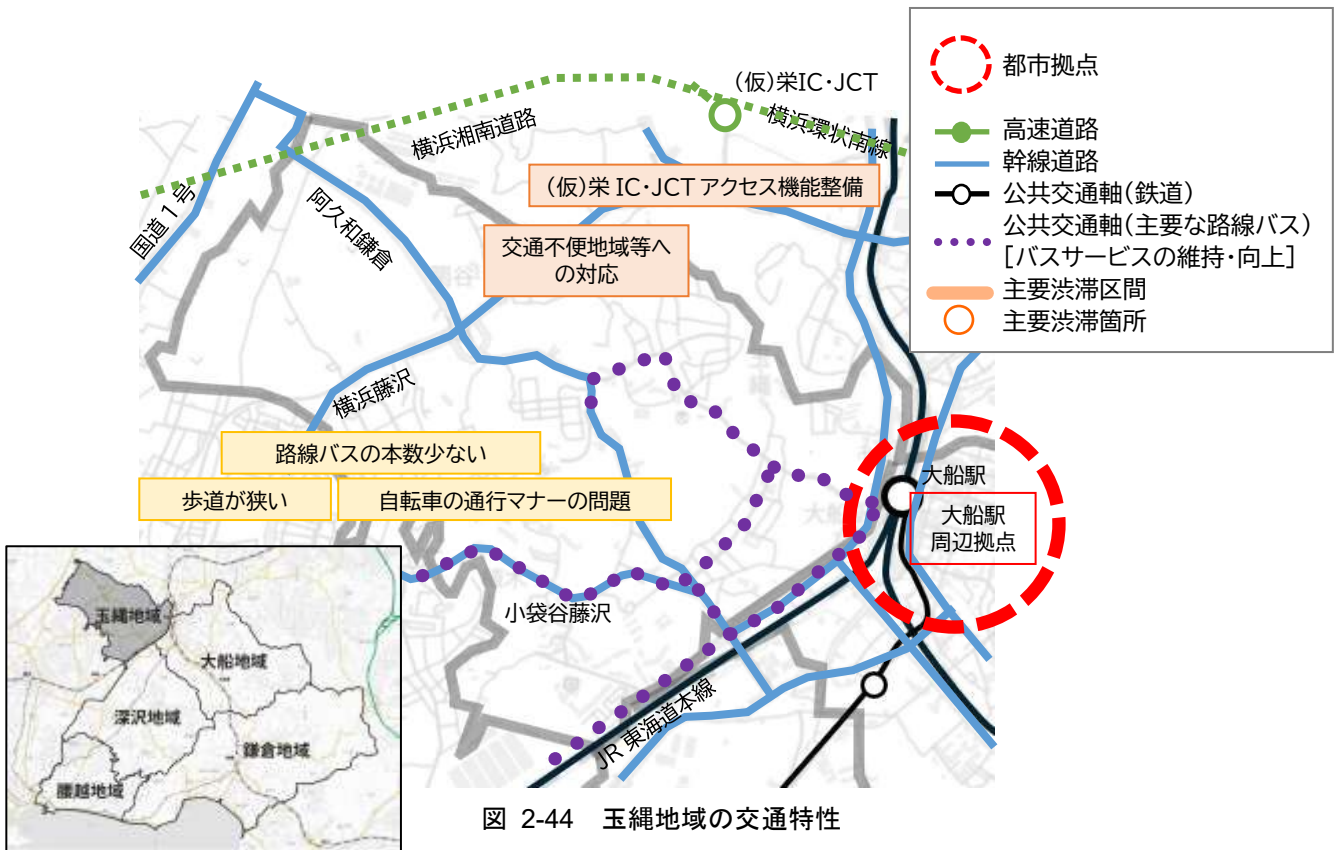 都市拠点
高速道路
幹線道路
公共交通軸(鉄道)
公共交通軸(主要な路線バス)
[バスサービスの維持・向上]
主要渋滞区間
主要渋滞箇所
(仮)栄IC・JCT
横浜湘南道路
横浜環状南線
(仮)栄 IC・JCT アクセス機能整備
国道1号
阿久和鎌倉
交通不便地域等へ
の対応
横浜藤沢
路線バスの本数少ない
歩道が狭い
自転車の通行マナーの問題
大船駅
大船駅
周辺拠点
小袋谷藤沢
JR 東海道本線
玉縄地域
大船地域
深沢地域
鎌倉地域
腰越地域
図 2-44 玉縄地域の交通特性